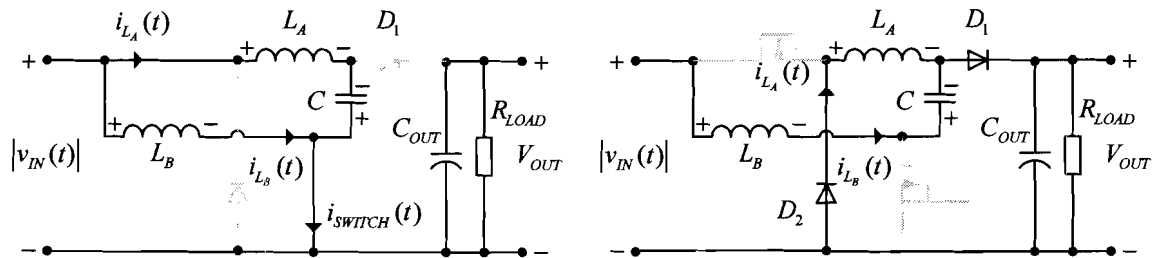 i_{L_A}(t) L_A D_1
+ + − +
C − +
R_{LOAD}
+ − L_B C_{OUT}
|v_{IN}(t)| i_{L_B}(t) V_{OUT}
i_{SWITCH}(t)
− −
L_A D_1
+ + − +
i_{L_A}(t) C − +
R_{LOAD}
+ − L_B C_{OUT}
|v_{IN}(t)| i_{L_B}(t) V_{OUT}
D_2
− −